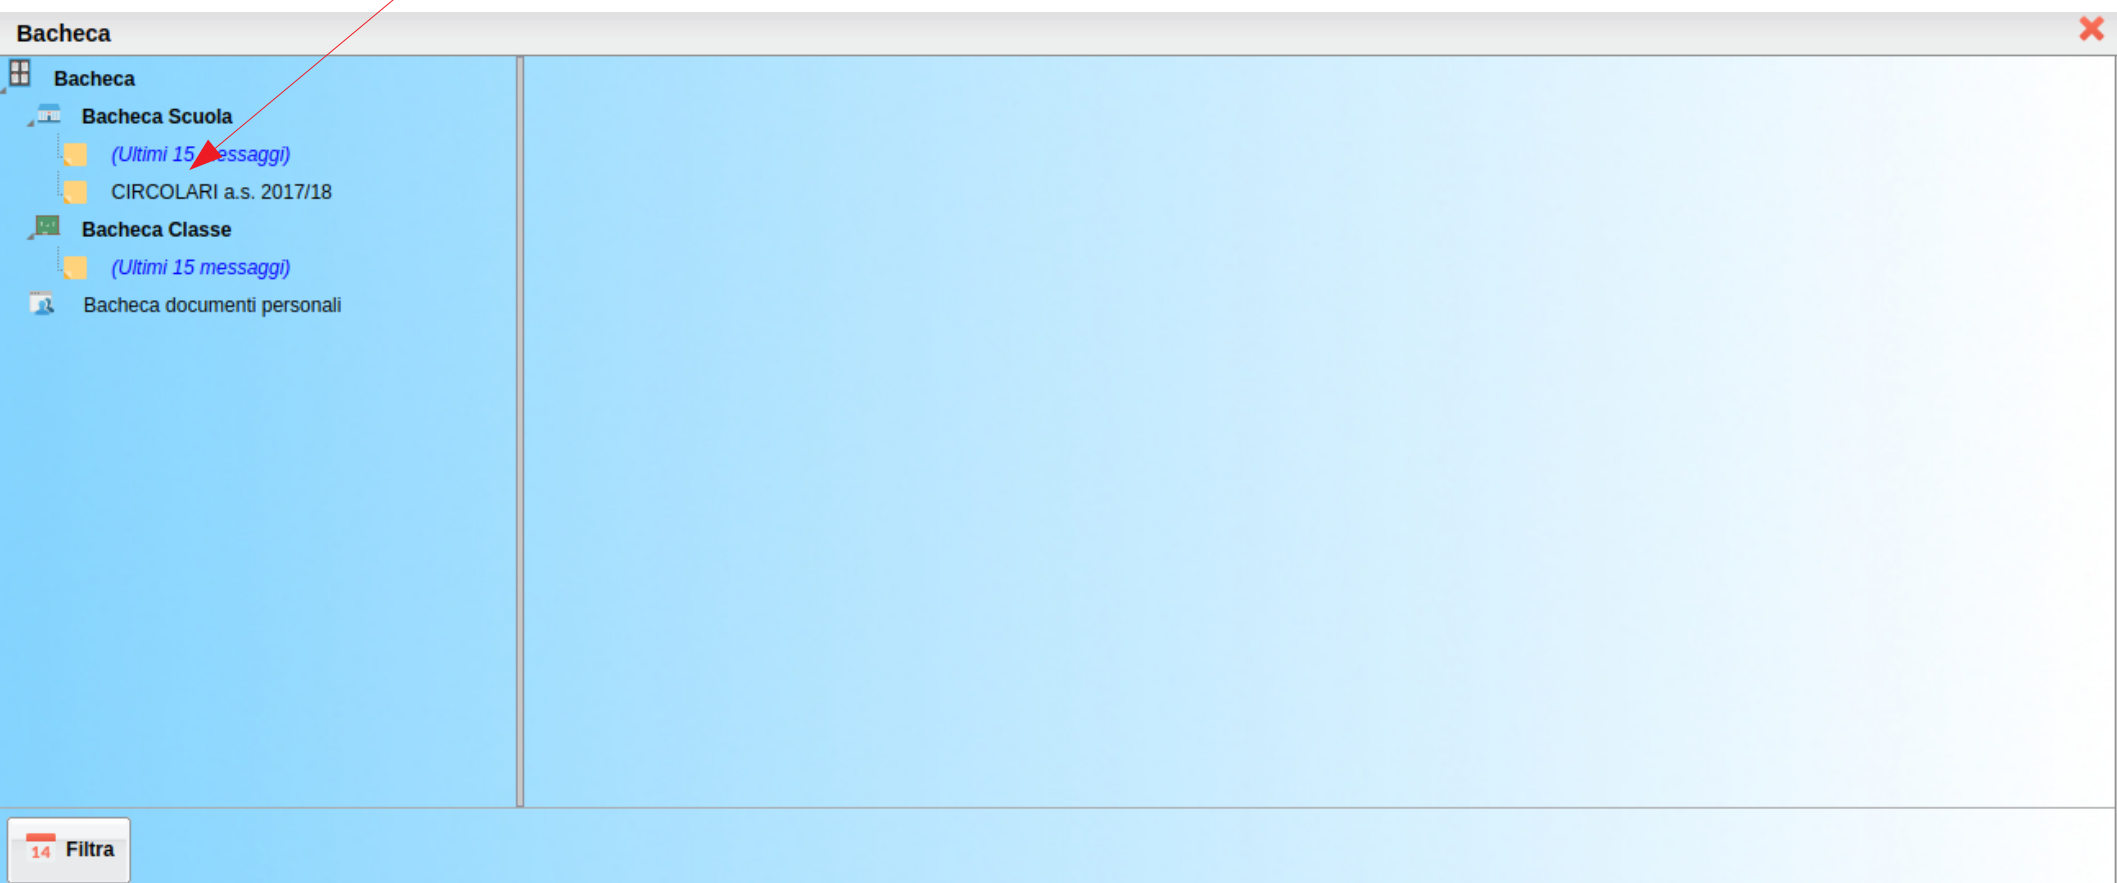 Bacheca
Bacheca
Bacheca Scuola
(Ultimi 15 essaggi)
CIRCOLARI a.s. 2017/18
Bacheca Classe
(Ultimi 15 messaggi)
Bacheca documenti personali
14 Filtra